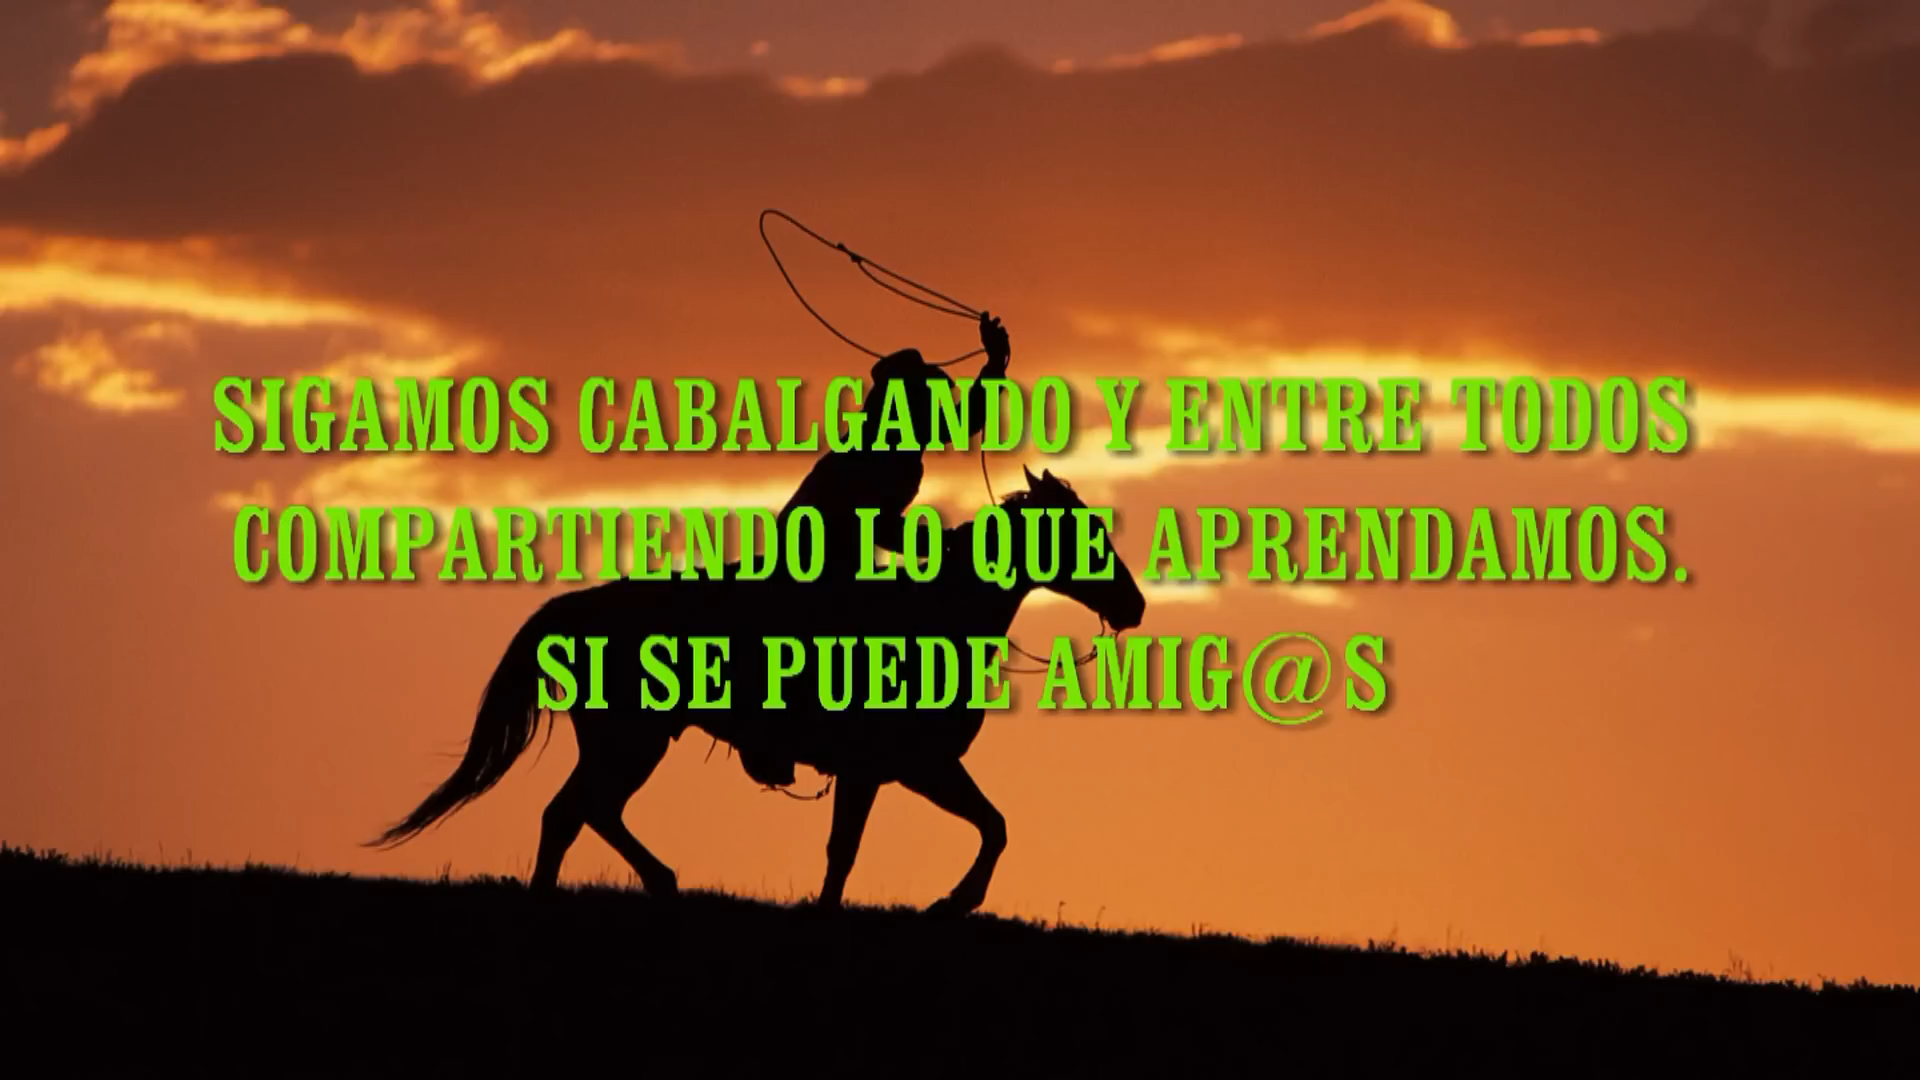 SIGAMOS CABALGANDO Y ENTRE TODOS
COMPARTIENDO LO QUE APRENDAMOS.
SI SE PUEDE AMIG@S